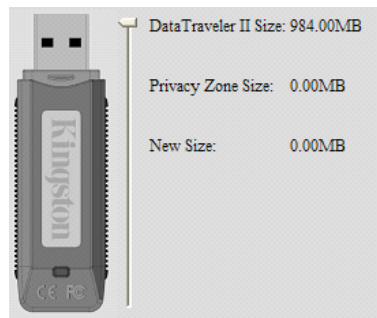 DataTraveler II Size: 984.00MB
Privacy Zone Size: 0.00MB
New Size: 0.00MB
Kingston
CE FC